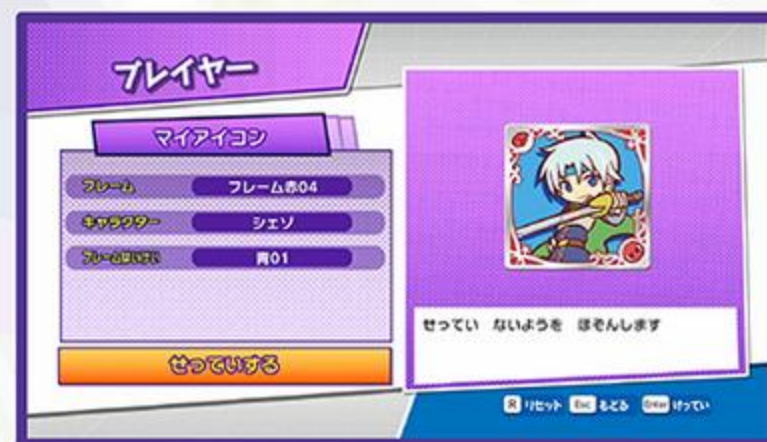 プレイヤー
マイアイコン
フレーム フレーム赤04
キャラクター シェゾ
フレームはいけい 青01
せっていする
せってい ないようを ほぞんします
R リセット Esc もどる Enter けってい